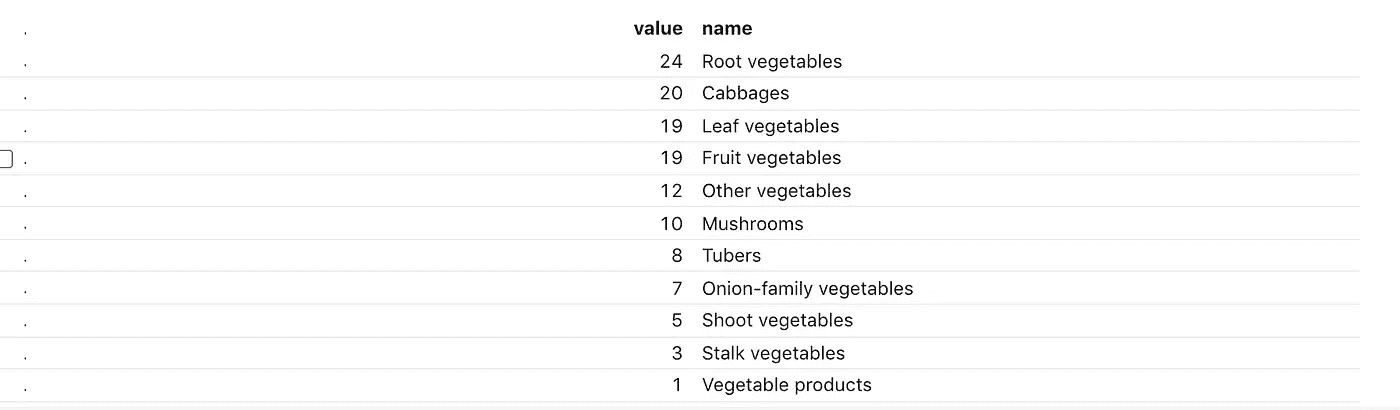 . value name
. 24 Root vegetables
. 20 Cabbages
. 19 Leaf vegetables
. 19 Fruit vegetables
. 12 Other vegetables
. 10 Mushrooms
. 8 Tubers
. 7 Onion-family vegetables
. 5 Shoot vegetables
. 3 Stalk vegetables
. 1 Vegetable products